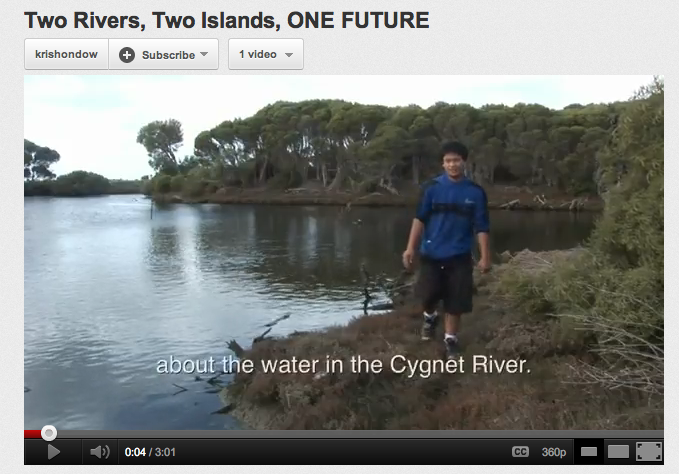 Two Rivers, Two Islands, ONE FUTURE
krishondow Subscribe 1 video
about the water in the Cygnet River.
0:04 / 3:01 CC 360p